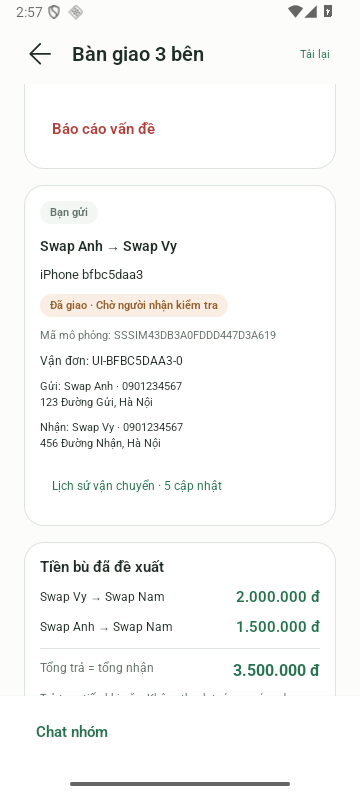 2:57
Bàn giao 3 bên
Tải lại
Báo cáo vấn đề
Bạn gửi
Swap Anh → Swap Vy
iPhone bfbc5daa3
Đã giao · Chờ người nhận kiểm tra
Mã mô phỏng: SSSIM43DB3A0FDDD447D3A619
Vận đơn: UI-BFBC5DAA3-0
Gửi: Swap Anh · 0901234567
123 Đường Gửi, Hà Nội
Nhận: Swap Vy · 0901234567
456 Đường Nhận, Hà Nội
Lịch sử vận chuyển · 5 cập nhật
Tiền bù đã đề xuất
Swap Vy → Swap Nam 2.000.000 đ
Swap Anh → Swap Nam 1.500.000 đ
Tổng trả = tổng nhận 3.500.000 đ
Chat nhóm